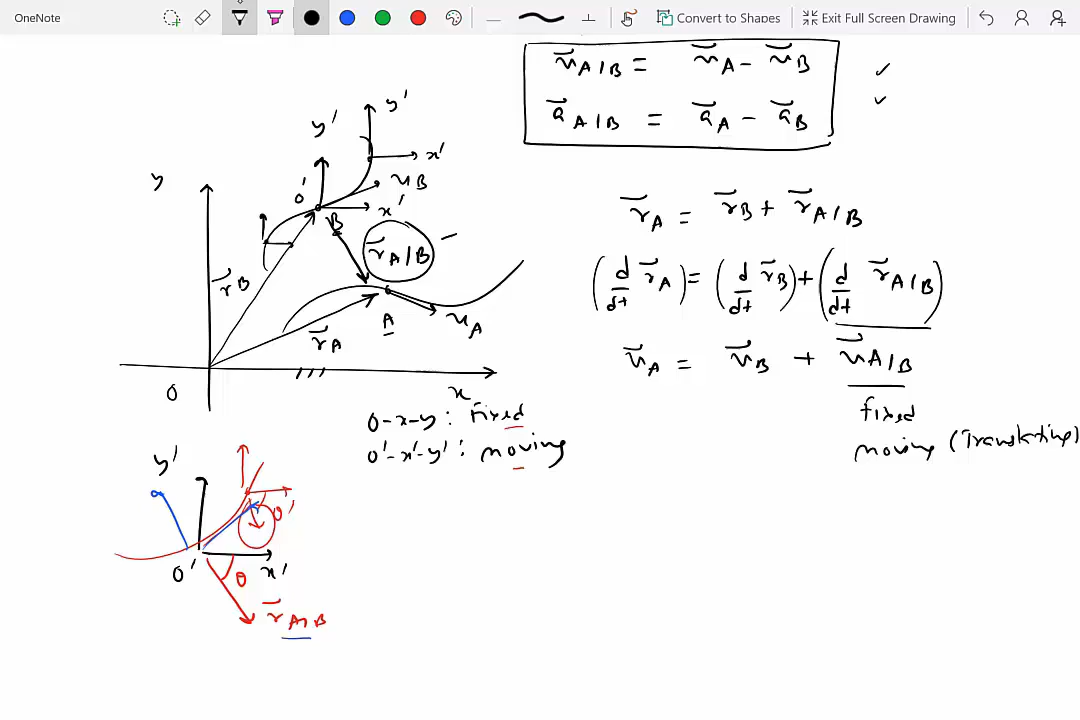 OneNote
Convert to Shapes
Exit Full Screen Drawing
v̄A/B = v̄A - v̄B
āA/B = āA - āB
y'
y'
x'
y
O'
vB
x'
B
r̄A/B
r̄B
A
vA
r̄A
O
x
O-x-y : Fixed
O'-x'-y' : moving
r̄A = r̄B + r̄A/B
(d/dt r̄A) = (d/dt r̄B) + (d/dt r̄A/B)
v̄A = v̄B + v̄A/B
fixed
moving (Translating)
y'
θ'
O'
θ
x'
r̄A/B